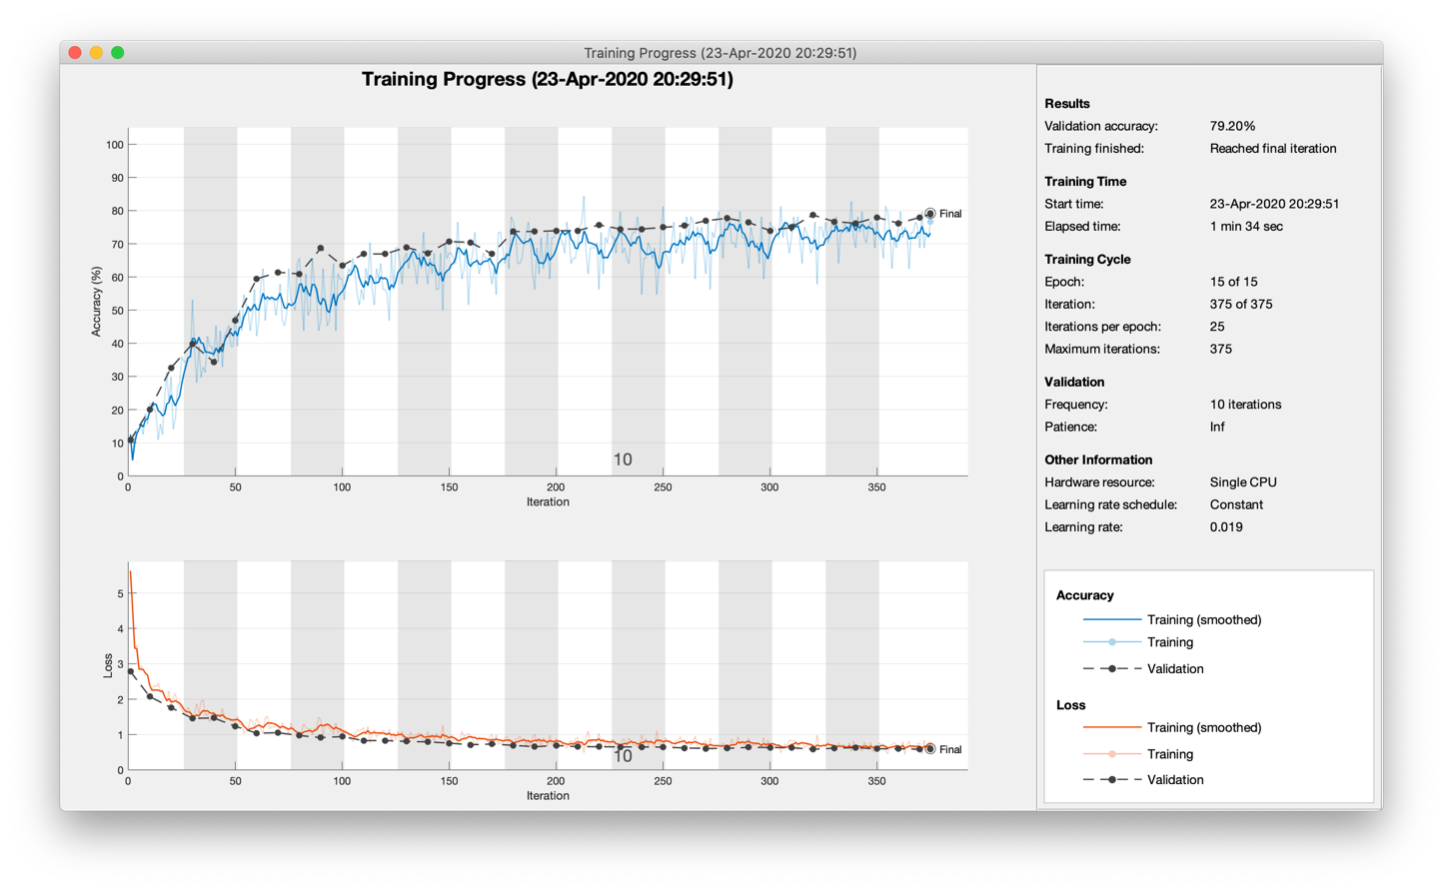 Training Progress (23-Apr-2020 20:29:51)
Training Progress (23-Apr-2020 20:29:51)
100
90
80
70
60
50
40
30
20
10
0
Accuracy (%)
Final
10
0 50 100 150 200 250 300 350
Iteration
5
4
3
2
1
0
Loss
Final
10
0 50 100 150 200 250 300 350
Iteration
Results
Validation accuracy: 79.20%
Training finished: Reached final iteration
Training Time
Start time: 23-Apr-2020 20:29:51
Elapsed time: 1 min 34 sec
Training Cycle
Epoch: 15 of 15
Iteration: 375 of 375
Iterations per epoch: 25
Maximum iterations: 375
Validation
Frequency: 10 iterations
Patience: Inf
Other Information
Hardware resource: Single CPU
Learning rate schedule: Constant
Learning rate: 0.019
Accuracy
Training (smoothed)
Training
Validation
Loss
Training (smoothed)
Training
Validation